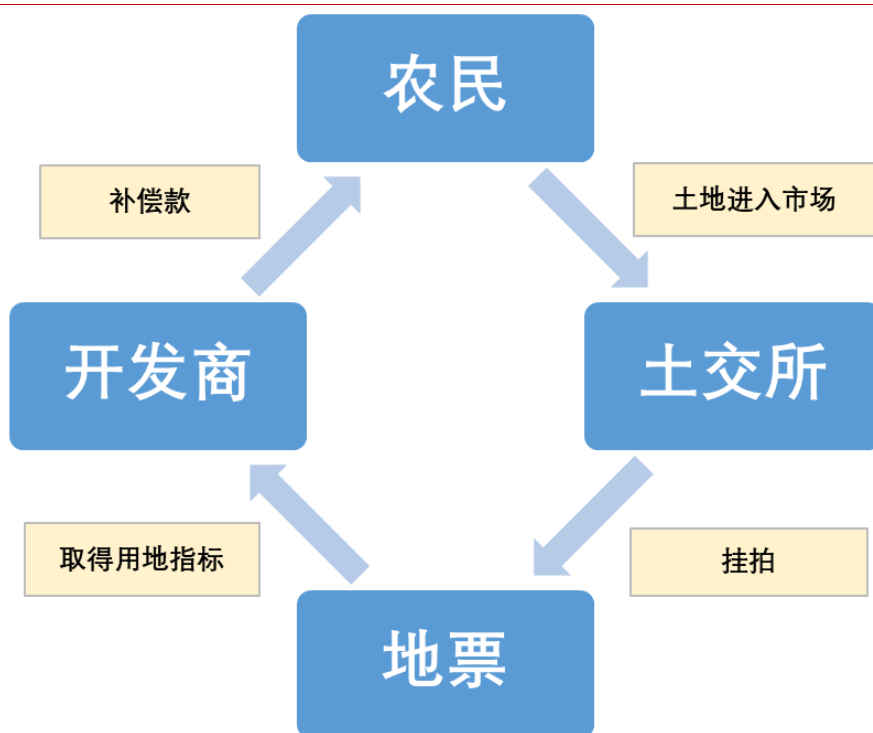 农民
补偿款
土地进入市场
开发商
土交所
取得用地指标
挂拍
地票